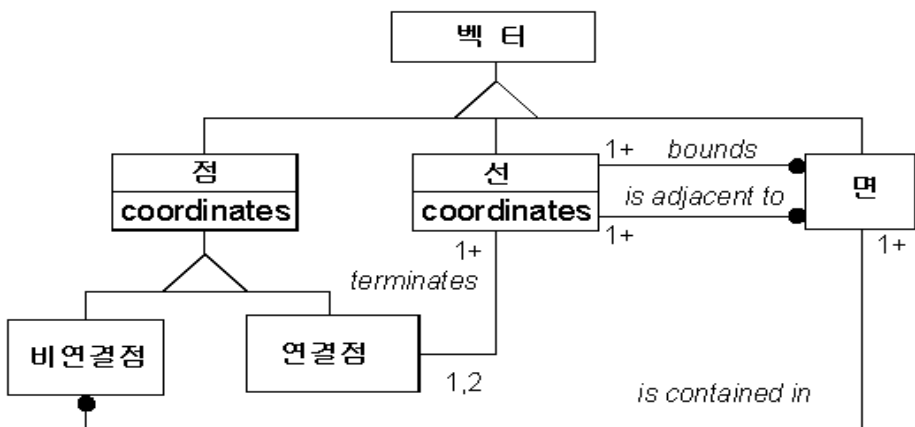 벡 터
1+ bounds
점
선
면
is adjacent to
coordinates
coordinates
1+
1+
1+
terminates
비연결점
연결점
1,2
is contained in